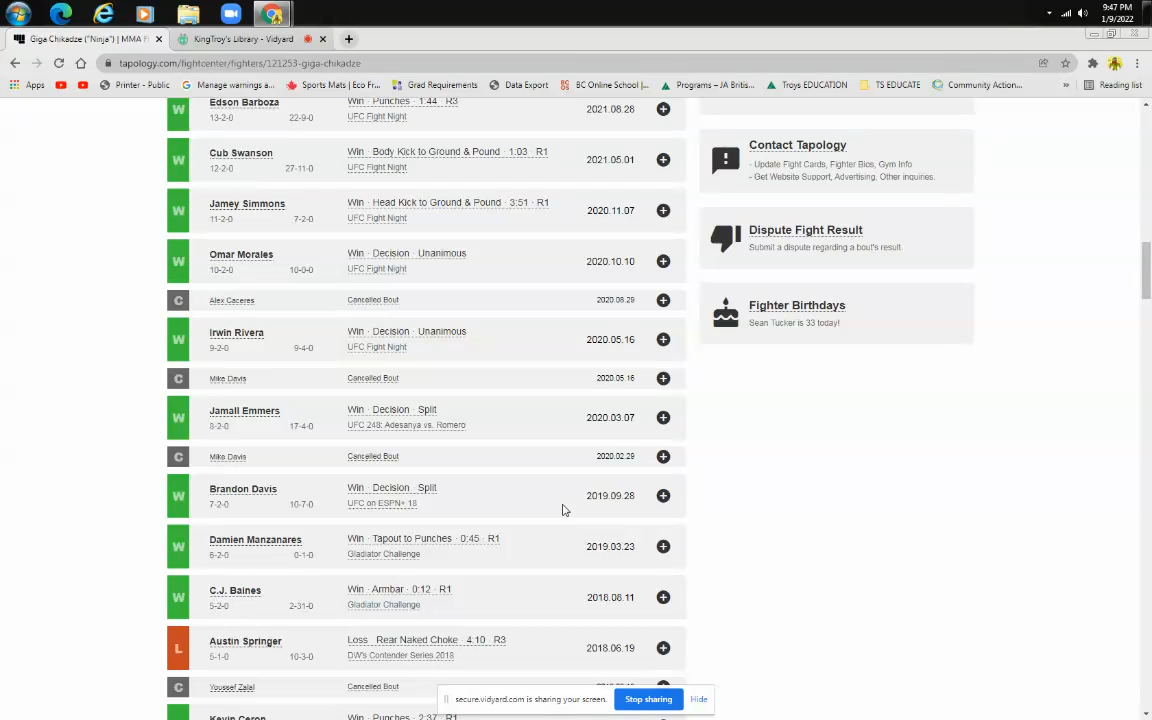 9:47 PM
1/9/2022
Giga Chikadze ("Ninja") | MMA F
KingTroy's Library - Vidyard
tapology.com/fightcenter/fighters/121253-giga-chikadze
Apps
Printer - Public
Manage warnings a...
Sports Mats | Eco Fr...
Grad Requirements
Data Export
BC Online School |...
Programs – JA Britis...
Troys EDUCATION
TS EDUCATE
Community Action...
»
Reading list
W Edson Barboza Win · Punches · 1:44 · R3 2021.08.28
13-2-0 22-9-0 UFC Fight Night
W Cub Swanson Win · Body Kick to Ground & Pound · 1:03 · R1 2021.05.01
12-2-0 27-11-0 UFC Fight Night
W Jamey Simmons Win · Head Kick to Ground & Pound · 3:51 · R1 2020.11.07
11-2-0 7-2-0 UFC Fight Night
W Omar Morales Win · Decision · Unanimous 2020.10.10
10-2-0 10-0-0 UFC Fight Night
C Alex Caceres Cancelled Bout 2020.08.29
W Irwin Rivera Win · Decision · Unanimous 2020.05.16
9-2-0 9-4-0 UFC Fight Night
C Mike Davis Cancelled Bout 2020.05.16
W Jamall Emmers Win · Decision · Split 2020.03.07
8-2-0 17-4-0 UFC 248: Adesanya vs. Romero
C Mike Davis Cancelled Bout 2020.02.29
W Brandon Davis Win · Decision · Split 2019.09.28
7-2-0 10-7-0 UFC on ESPN+ 18
W Damien Manzanares Win · Tapout to Punches · 0:45 · R1 2019.03.23
6-2-0 0-1-0 Gladiator Challenge
W C.J. Baines Win · Armbar · 0:12 · R1 2018.08.11
5-2-0 2-31-0 Gladiator Challenge
L Austin Springer Loss · Rear Naked Choke · 4:10 · R3 2018.06.19
5-1-0 10-3-0 DW's Contender Series 2018
C Youssef Zalal Cancelled Bout
Kevin Ceron Win · Punches · 2:37 · R1
Contact Tapology
- Update Fight Cards, Fighter Bios, Gym Info
- Get Website Support, Advertising, Other inquires.
Dispute Fight Result
Submit a dispute regarding a bout's result.
Fighter Birthdays
Sean Tucker is 33 today!
secure.vidyard.com is sharing your screen.
Stop sharing
Hide